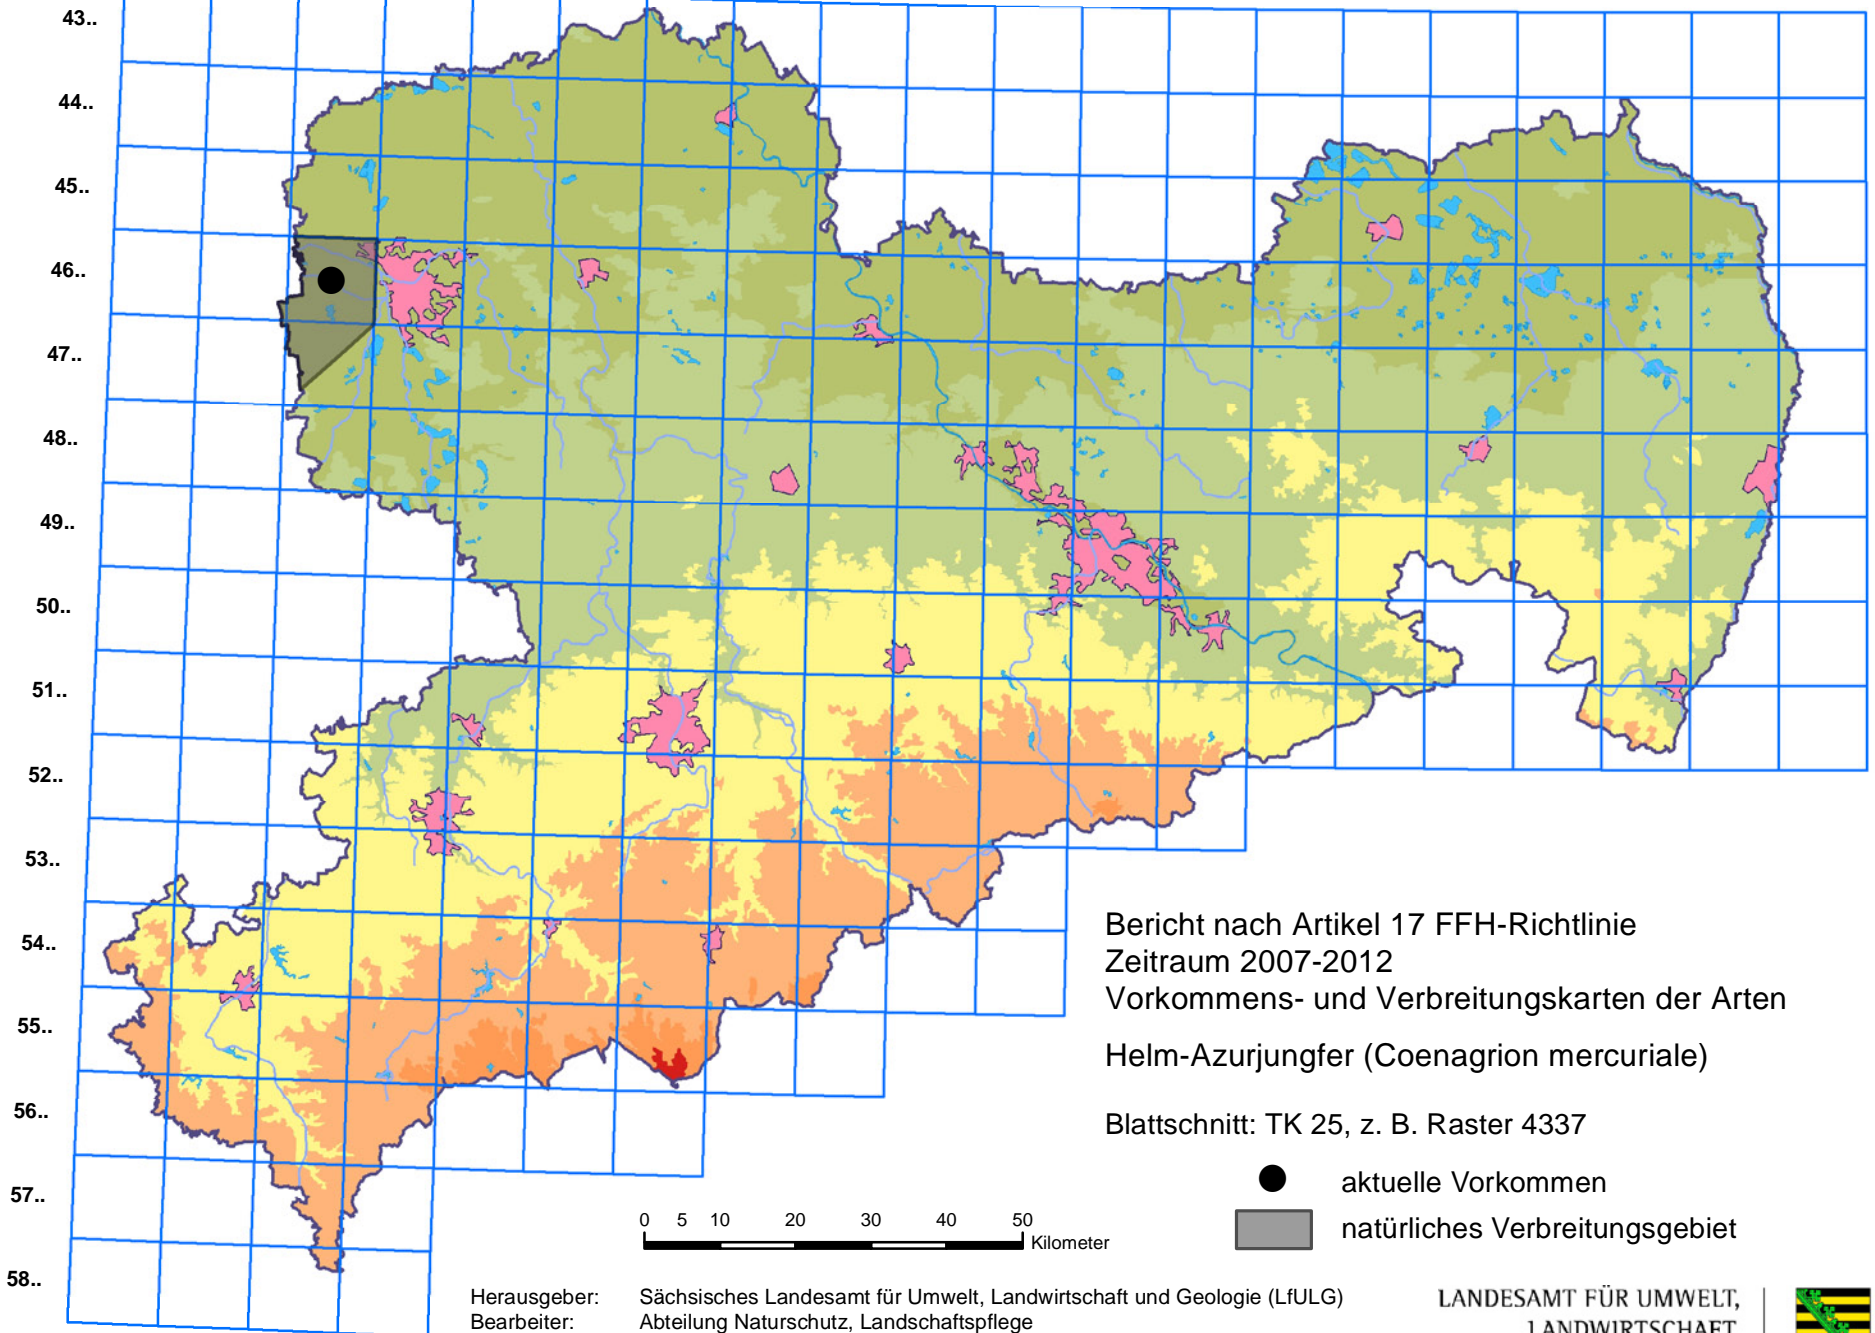 43..
44..
45..
46..
47..
48..
49..
50..
51..
52..
53..
54..
55..
56..
57..
58..
Bericht nach Artikel 17 FFH-Richtlinie
Zeitraum 2007-2012
Vorkommens- und Verbreitungskarten der Arten
Helm-Azurjungfer (Coenagrion mercuriale)
Blattschnitt: TK 25, z. B. Raster 4337
aktuelle Vorkommen
natürliches Verbreitungsgebiet
0 5 10 20 30 40 50
Kilometer
Herausgeber: Sächsisches Landesamt für Umwelt, Landwirtschaft und Geologie (LfULG)
Bearbeiter: Abteilung Naturschutz, Landschaftspflege
LANDESAMT FÜR UMWELT,
LANDWIRTSCHAFT